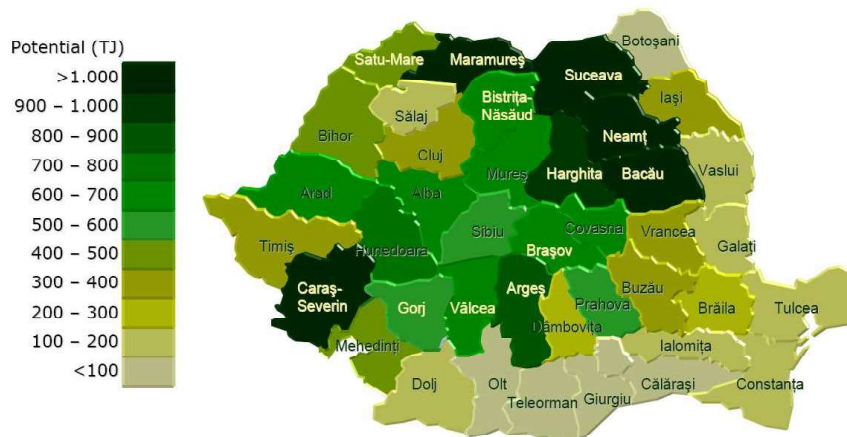 Potential (TJ)
>1.000
900 – 1.000
800 – 900
700 – 800
600 – 700
500 – 600
400 – 500
300 – 400
200 – 300
100 – 200
<100
Botoşani
Satu-Mare
Maramureş
Suceava
Iaşi
Sălaj
Bistriţa-
Năsăud
Bihor
Neamţ
Cluj
Vaslui
Mureş
Harghita
Bacău
Arad
Alba
Timiş
Hunedoara
Sibiu
Covasna
Vrancea
Galaţi
Braşov
Caraş-
Severin
Gorj
Vâlcea
Argeş
Prahova
Buzău
Brăila
Tulcea
Dâmboviţa
Mehedinţi
Ialomiţa
Dolj
Olt
Călăraşi
Constanţa
Teleorman
Giurgiu